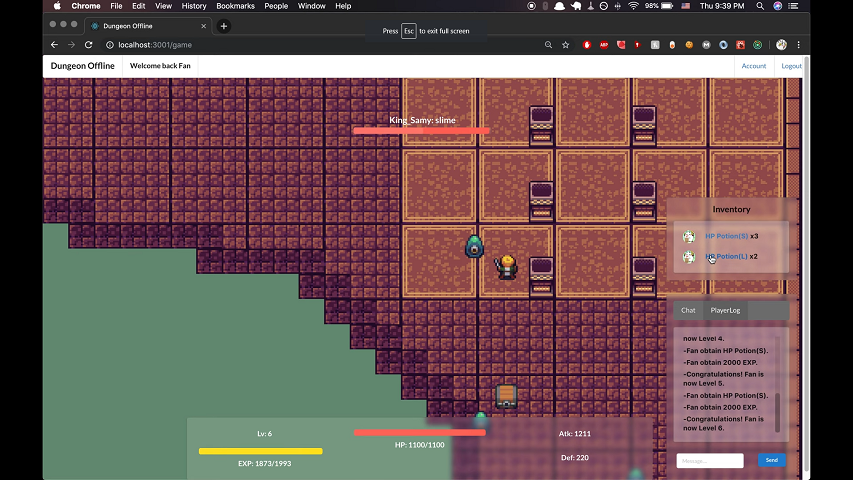 Chrome File Edit View History Bookmarks People Window Help 98% Thu 9:39 PM
Dungeon Offline
Press Esc to exit full screen
localhost:3001/game
Dungeon Offline Welcome back Fan Account Logout
King_Samy: slime
Inventory
HP Potion(S) x3
HP Potion(L) x2
Chat PlayerLog
now Level 4.
-Fan obtain HP Potion(S).
-Fan obtain 2000 EXP.
-Congratulations! Fan is
now Level 5.
-Fan obtain HP Potion(S).
-Fan obtain 2000 EXP.
-Congratulations! Fan is
now Level 6.
Lv: 6
EXP: 1873/1993
HP: 1100/1100
Atk: 1211
Def: 220
Message...
Send